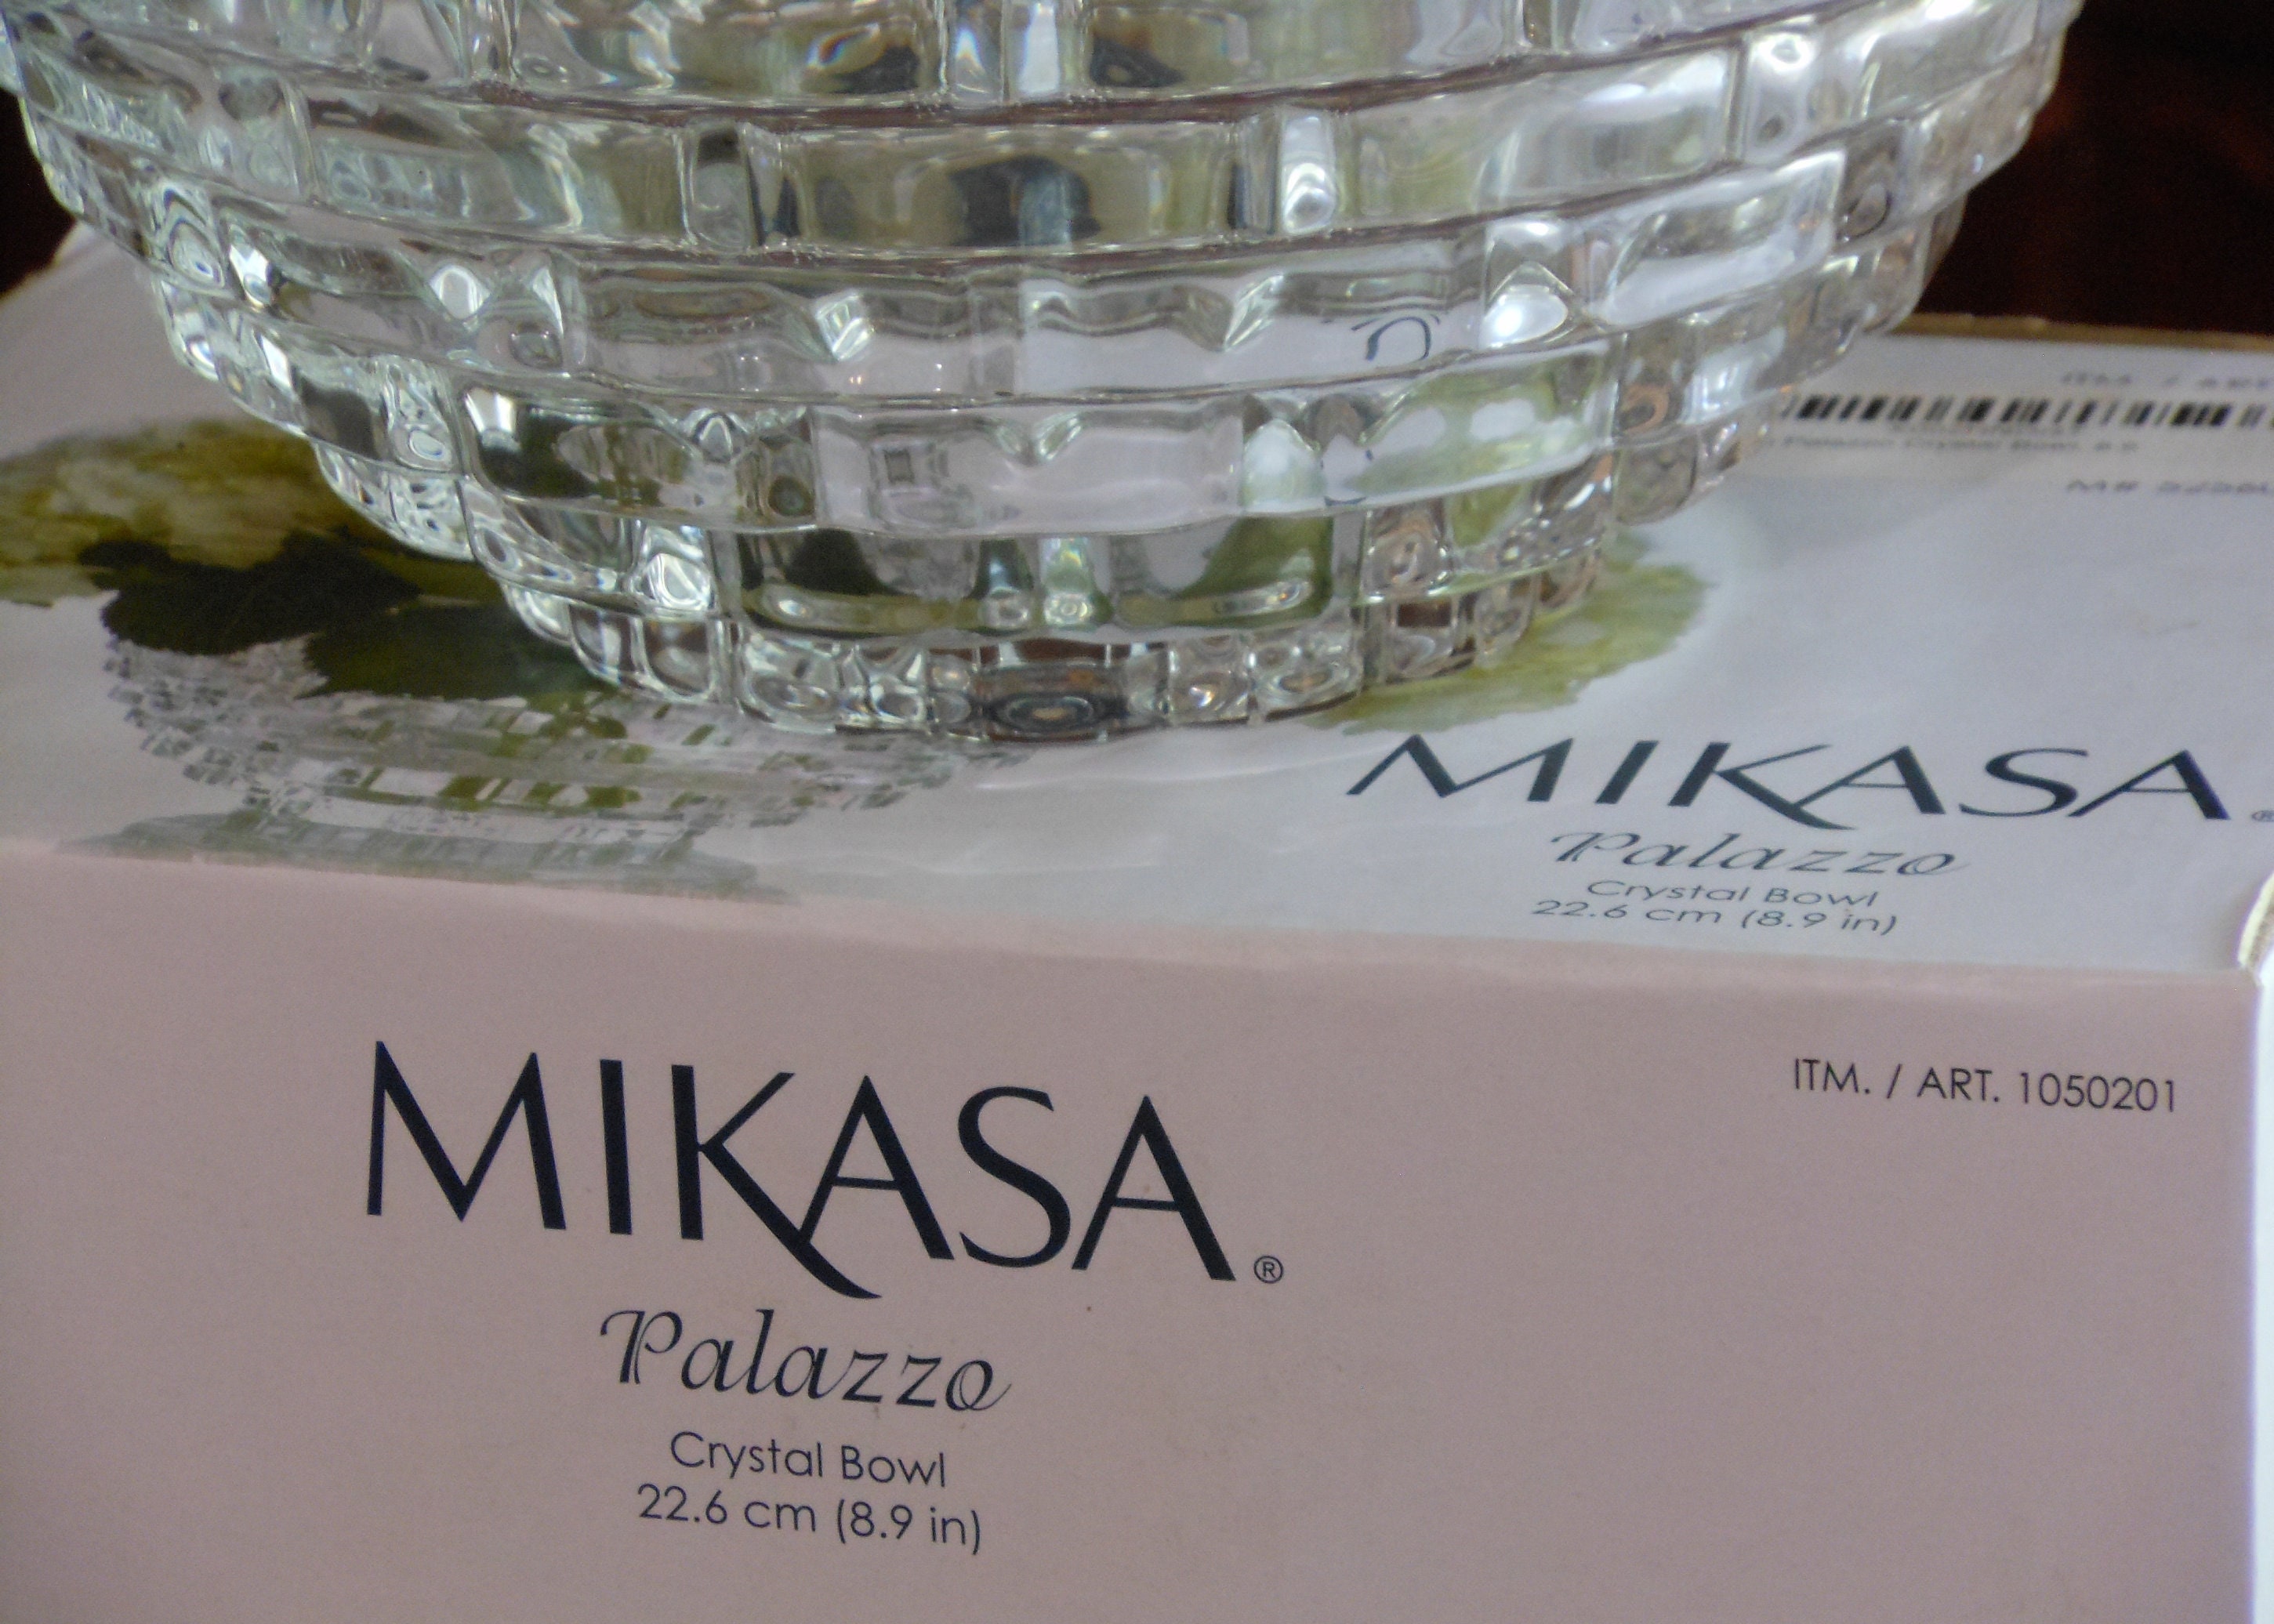 MIKASA®
Palazzo
Crystal Bowl
22.6 cm (8.9 in)
MIKASA®
Palazzo
Crystal Bowl
22.6 cm (8.9 in)
ITM. / ART. 1050201